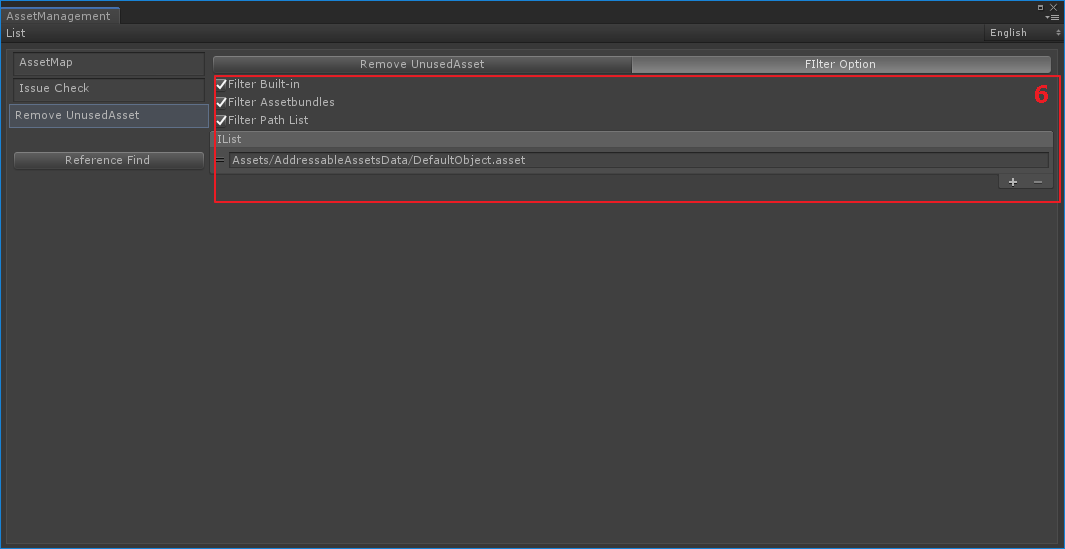 AssetManagement
List
English
AssetMap
Issue Check
Remove UnusedAsset
Reference Find
Remove UnusedAsset
FIlter Option
6
Filter Built-in
Filter Assetbundles
Filter Path List
IList
Assets/AddressableAssetsData/DefaultObject.asset